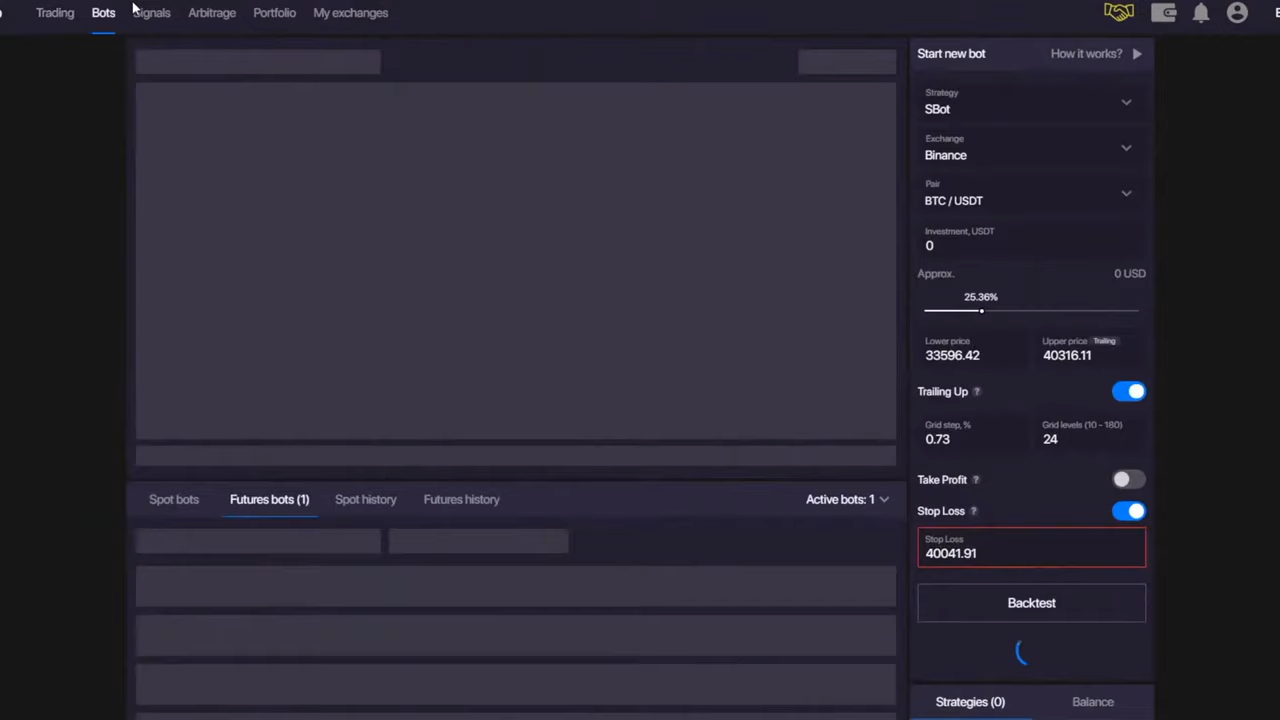 Trading Bots Signals Arbitrage Portfolio My exchanges
Start new bot How it works?
Strategy
SBot
Exchange
Binance
Pair
BTC / USDT
Investment, USDT
0
Approx. 0 USD
25.36%
Lower price Upper price Trailing
33596.42 40316.11
Trailing Up ?
Grid step, % Grid levels (10 - 180)
0.73 24
Take Profit ?
Stop Loss ?
Stop Loss
40041.91
Backtest
Spot bots Futures bots (1) Spot history Futures history Active bots: 1
Strategies (0) Balance